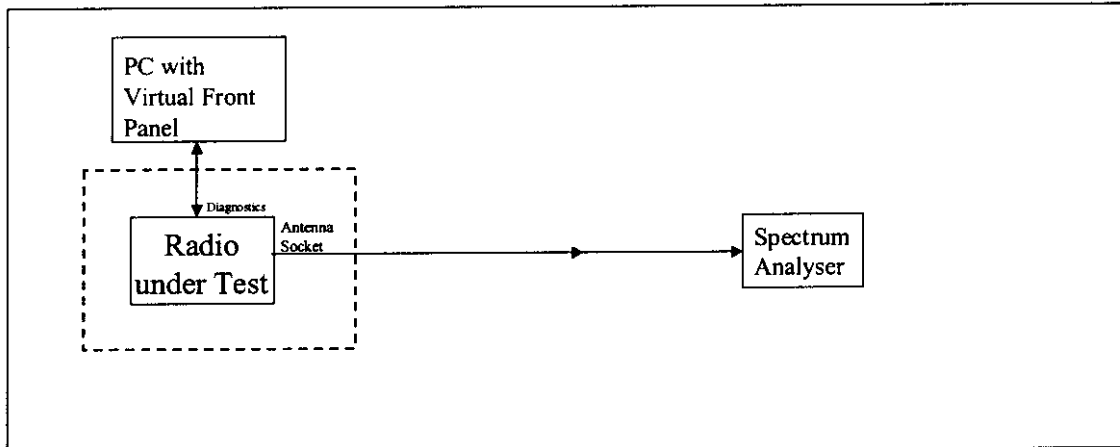 PC with
Virtual Front
Panel
Diagnostics
Antenna
Socket
Radio
under Test
Spectrum
Analyser